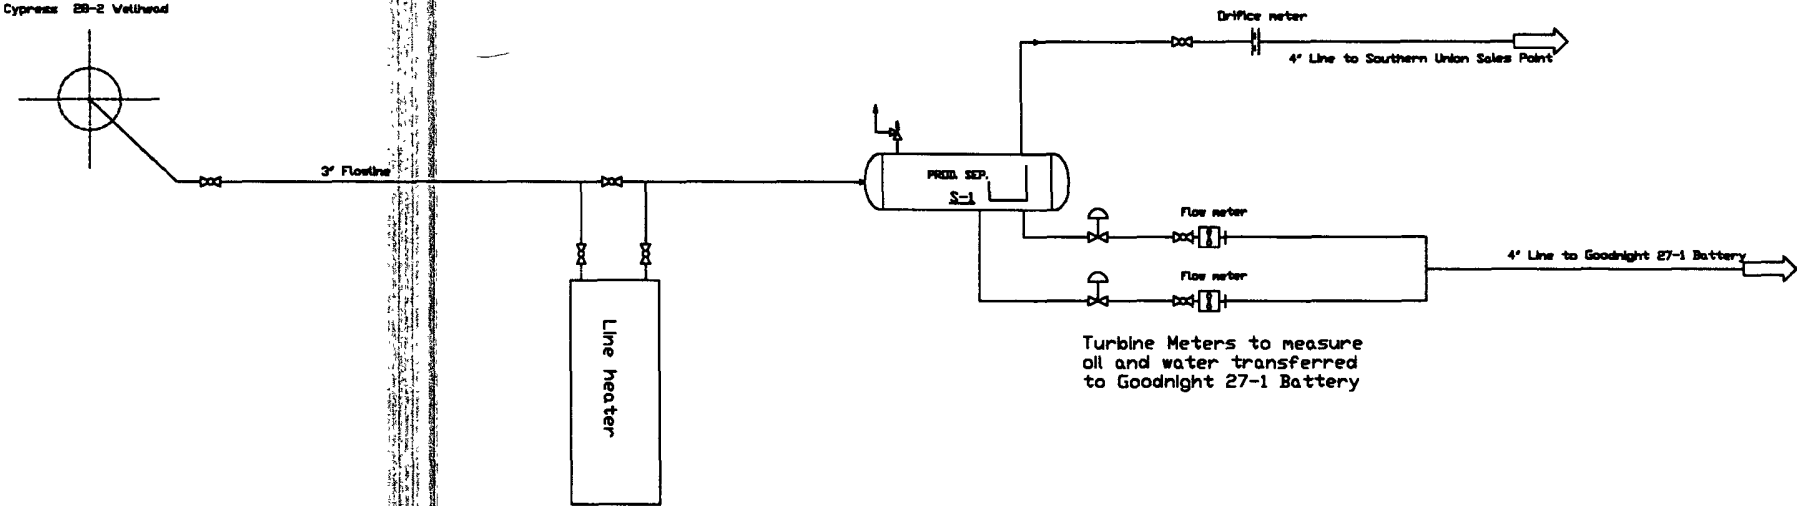 Cypress 28-2 Wellhead
Orifice meter
4" Line to Southern Union Sales Point
3" Flowline
PROD. SEP.
S-1
Flow meter
4" Line to Goodnight 27-1 Battery
Flow meter
Line heater
Turbine Meters to measure
oil and water transferred
to Goodnight 27-1 Battery